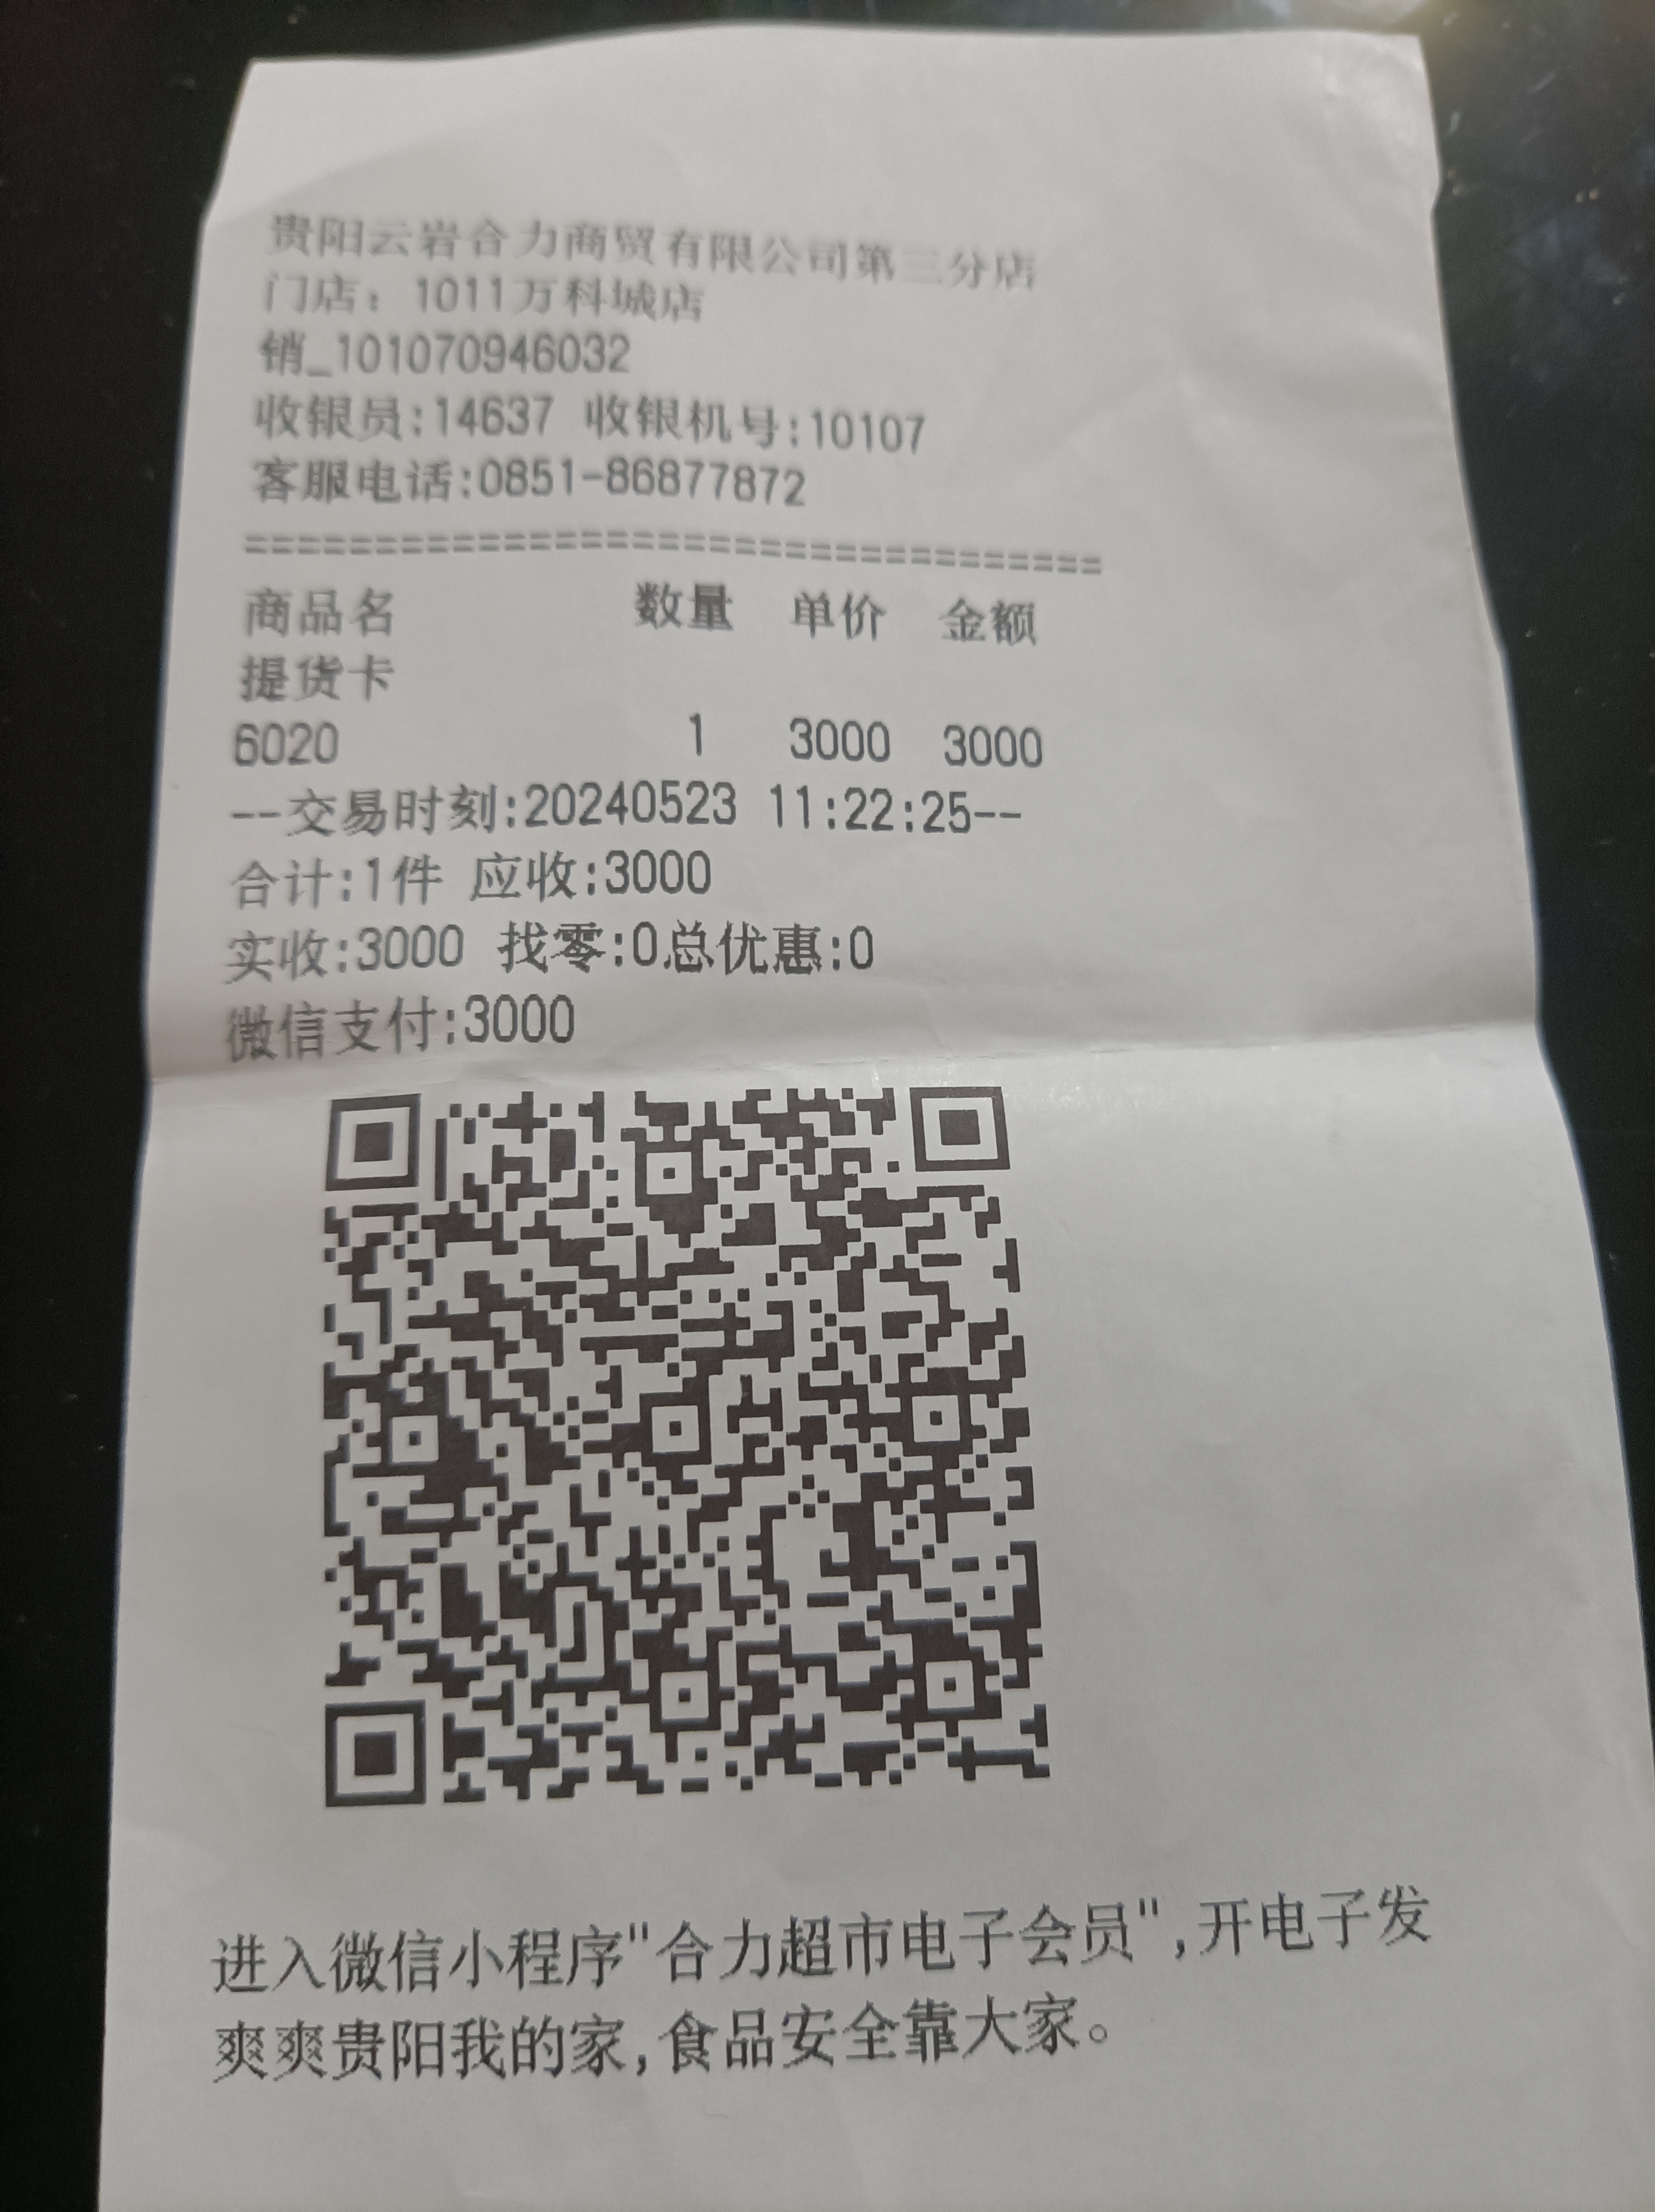 贵阳云岩合力商贸有限公司第三分店
门店：1011万科城店
销_101070946032
收银员:14637 收银机号:10107
客服电话:0851-86877872
==================================
商品名 数量 单价 金额
提货卡
6020 1 3000 3000
--交易时刻:20240523 11:22:25--
合计:1件 应收:3000
实收:3000 找零:0总优惠:0
微信支付:3000
进入微信小程序"合力超市电子会员",开电子发
爽爽贵阳我的家,食品安全靠大家。